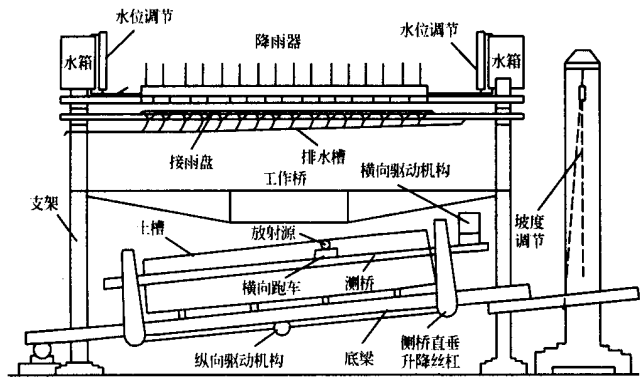 水位调节
降雨器
水位调节
水箱
水箱
接雨盘
排水槽
工作桥
横向驱动机构
支架
坡度
调节
土槽
放射源
横向跑车
测桥
纵向驱动机构
底梁
侧桥直垂
升降丝杠